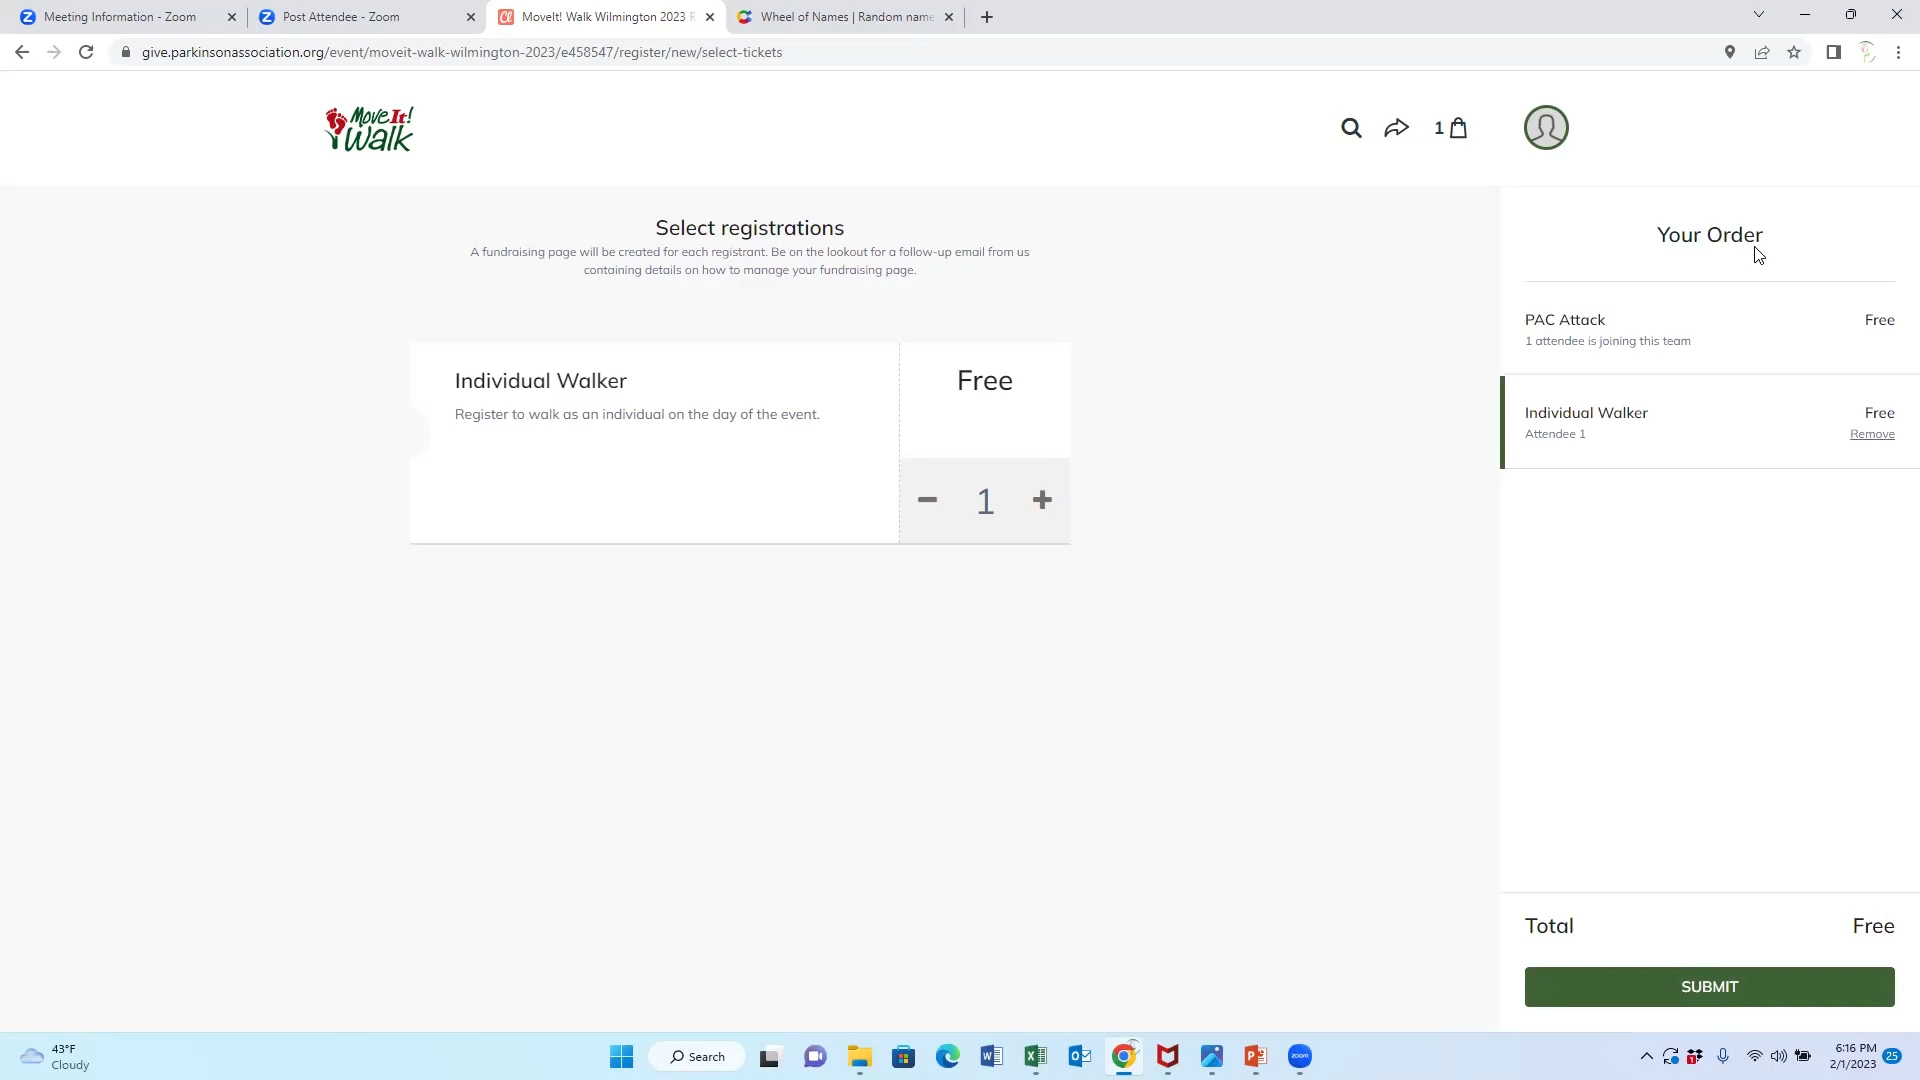 Meeting Information - Zoom
Post Attendee - Zoom
MoveIt! Walk Wilmington 2023 R
Wheel of Names | Random name
give.parkinsonassociation.org/event/moveit-walk-wilmington-2023/e458547/register/new/select-tickets
Move It!
Walk
1
Select registrations
A fundraising page will be created for each registrant. Be on the lookout for a follow-up email from us
containing details on how to manage your fundraising page.
Individual Walker
Register to walk as an individual on the day of the event.
Free
1
Your Order
PAC Attack Free
1 attendee is joining this team
Individual Walker Free
Attendee 1 Remove
Total Free
SUBMIT
43°F
Cloudy
Search
zoom
6:16 PM
2/1/2023
25